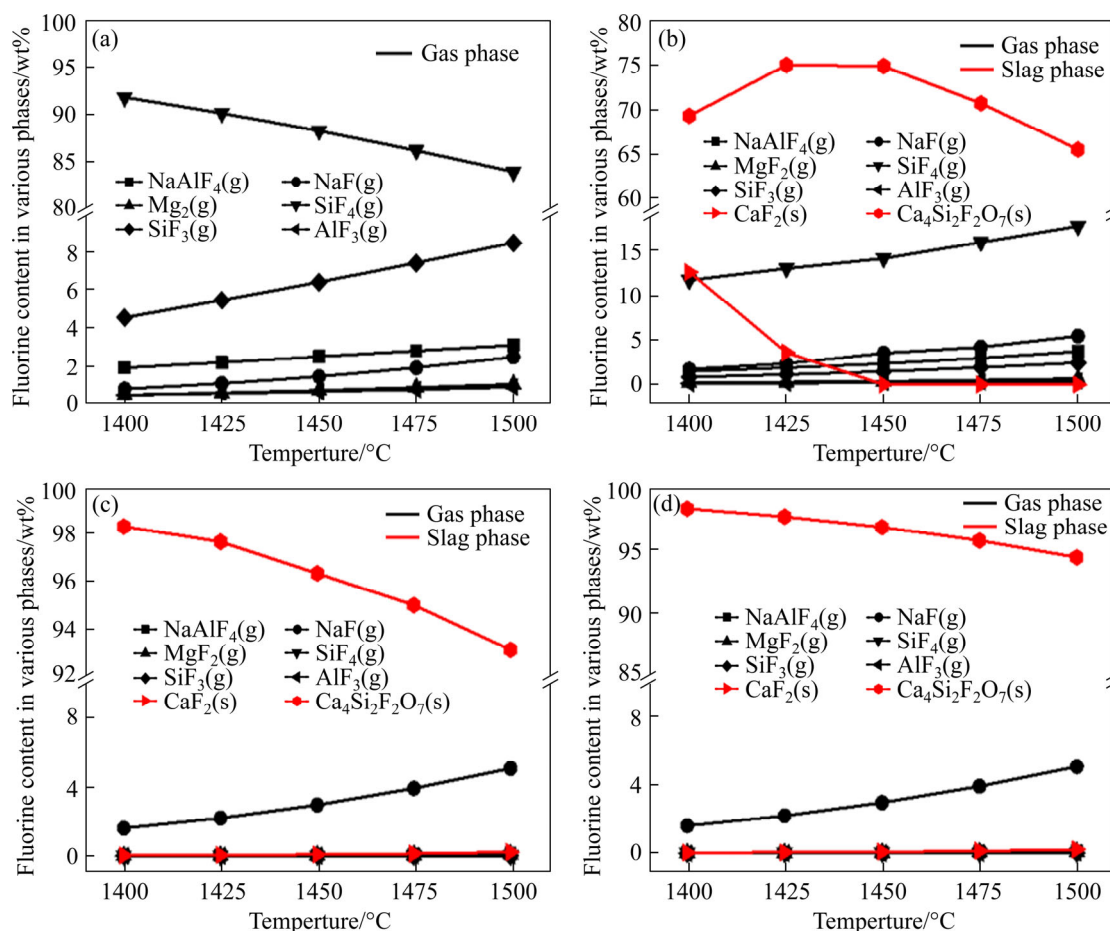 (a)
Gas phase
NaAlF₄(g) NaF(g)
Mg₂(g) SiF₄(g)
SiF₃(g) AlF₃(g)
100
95
90
85
80
8
6
4
2
0
1400 1425 1450 1475 1500
Temperture/°C
Fluorine content in various phases/wt%
(b)
Gas phase
Slag phase
NaAlF₄(g) NaF(g)
MgF₂(g) SiF₄(g)
SiF₃(g) AlF₃(g)
CaF₂(s) Ca₄Si₂F₂O₇(s)
80
75
70
65
60
15
10
5
0
1400 1425 1450 1475 1500
Temperture/°C
Fluorine content in various phases/wt%
(c)
Gas phase
Slag phase
NaAlF₄(g) NaF(g)
MgF₂(g) SiF₄(g)
SiF₃(g) AlF₃(g)
CaF₂(s) Ca₄Si₂F₂O₇(s)
100
98
96
94
92
8
4
0
1400 1425 1450 1475 1500
Temperture/°C
Fluorine content in various phases/wt%
(d)
Gas phase
Slag phase
NaAlF₄(g) NaF(g)
MgF₂(g) SiF₄(g)
SiF₃(g) AlF₃(g)
CaF₂(s) Ca₄Si₂F₂O₇(s)
100
95
90
85
8
4
0
1400 1425 1450 1475 1500
Temperture/°C
Fluorine content in various phases/wt%